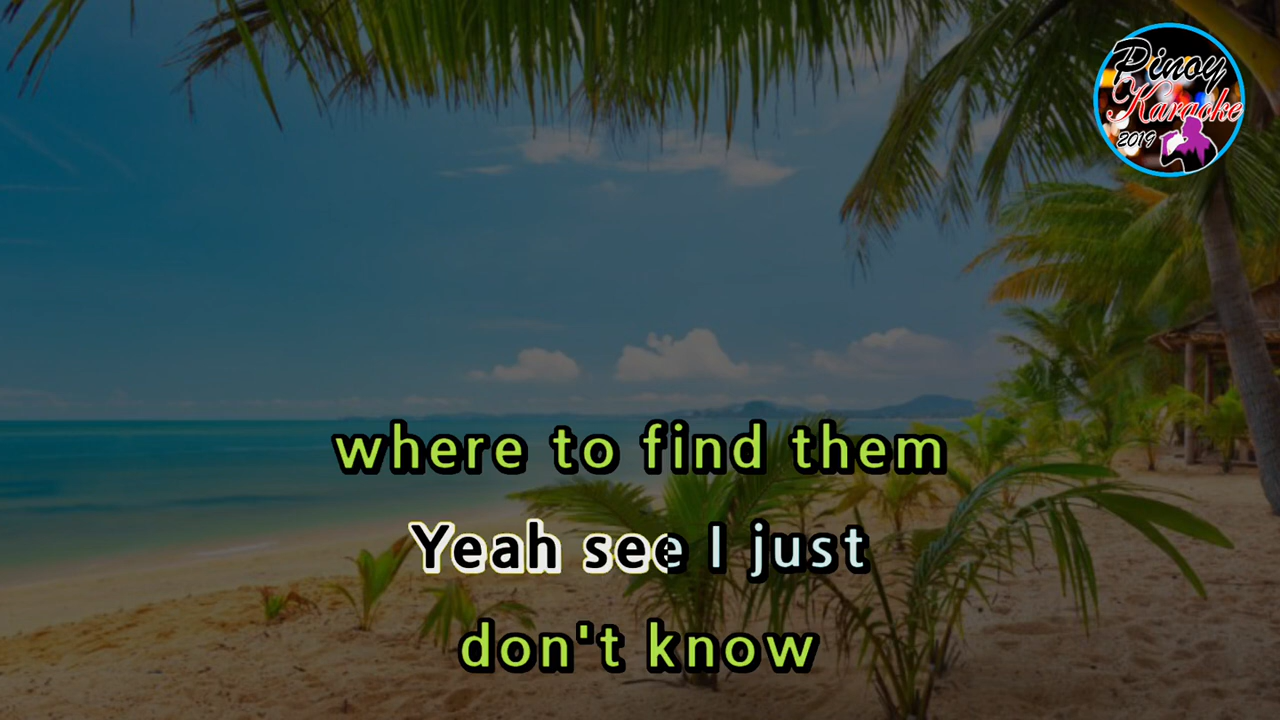 Pinoy
Karaoke
2019
where to find them
Yeah see I just
don't know